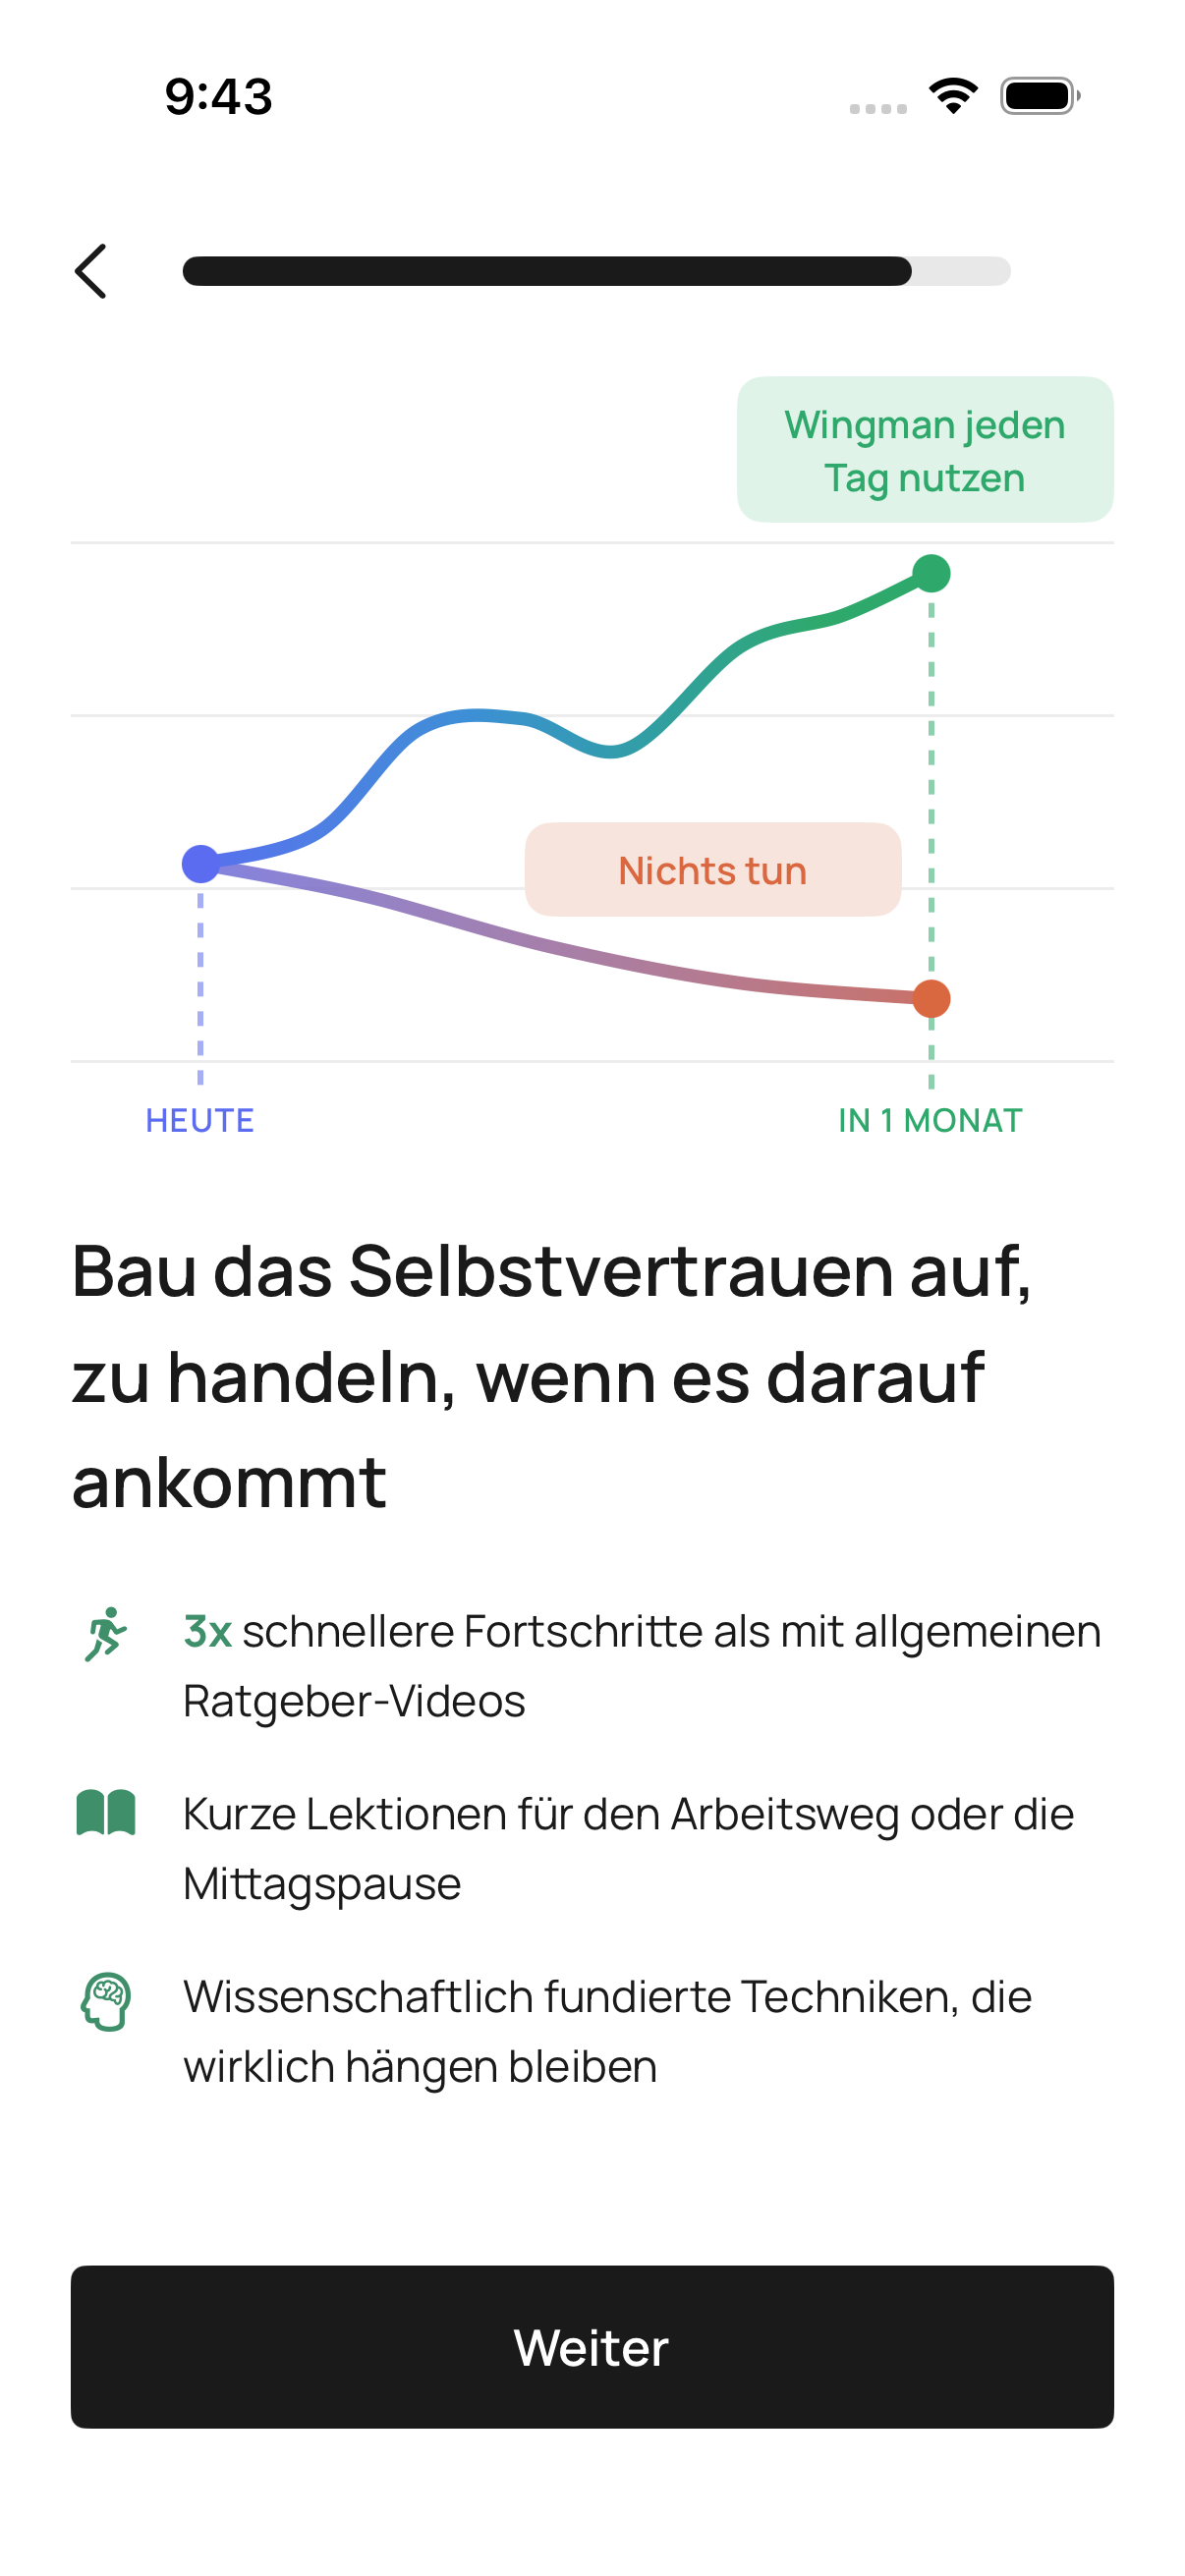 9:43
Wingman jeden
Tag nutzen
Nichts tun
HEUTE
IN 1 MONAT
Bau das Selbstvertrauen auf,
zu handeln, wenn es darauf
ankommt
3x schnellere Fortschritte als mit allgemeinen
Ratgeber-Videos
Kurze Lektionen für den Arbeitsweg oder die
Mittagspause
Wissenschaftlich fundierte Techniken, die
wirklich hängen bleiben
Weiter